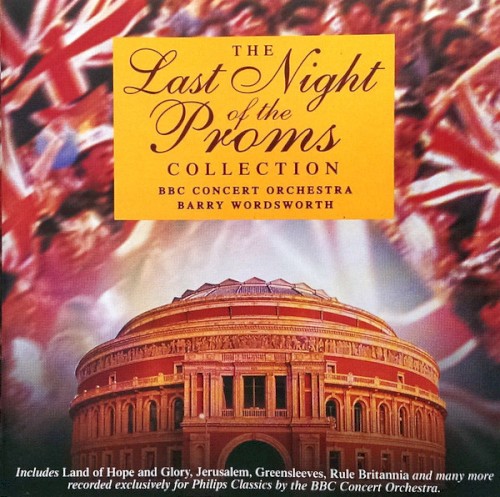 THE
Last Night
of the
Proms
COLLECTION
BBC CONCERT ORCHESTRA
BARRY WORDSWORTH
Includes Land of Hope and Glory, Jerusalem, Greensleeves, Rule Britannia and many more
recorded exclusively for Philips Classics by the BBC Concert Orchestra.